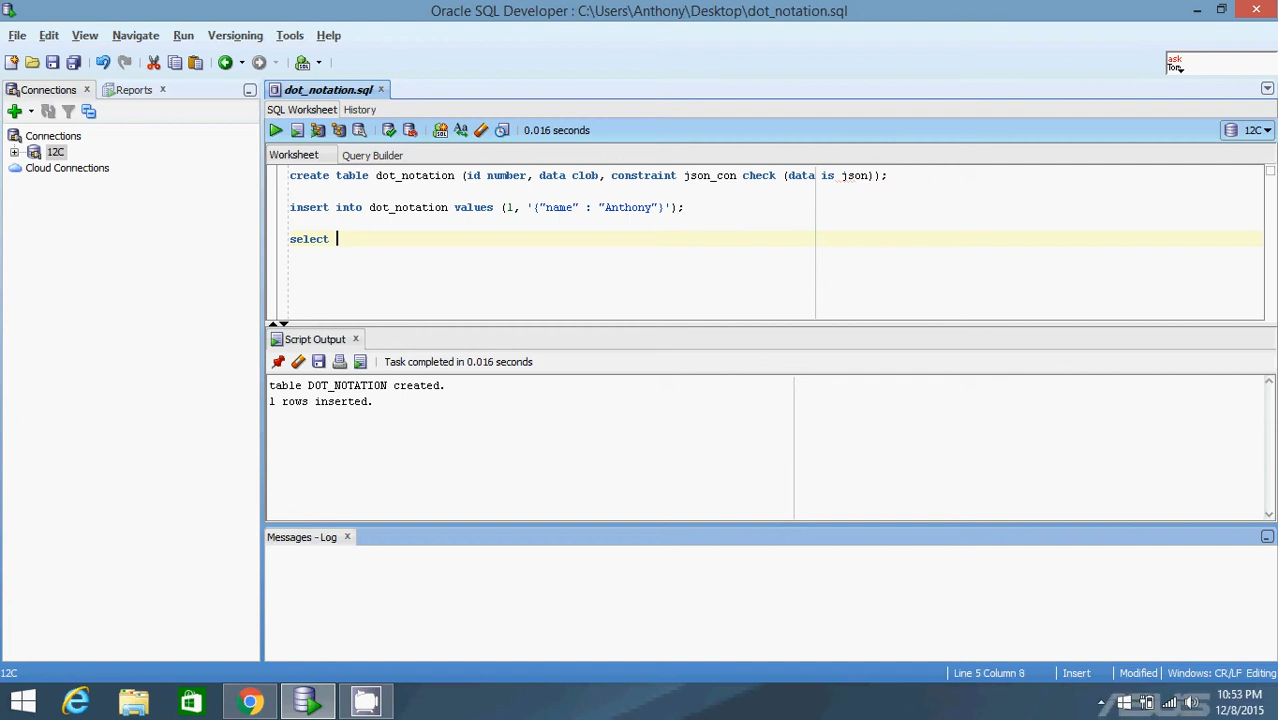 Oracle SQL Developer : C:\Users\Anthony\Desktop\dot_notation.sql
File Edit View Navigate Run Versioning Tools Help
ask
Tom
Connections Reports dot_notation.sql
SQL Worksheet History
Connections
0.016 seconds 12C
12C
Worksheet Query Builder
Cloud Connections
create table dot_notation (id number, data clob, constraint json_con check (data is json));
insert into dot_notation values (1, '{"name" : "Anthony"}');
select
Script Output
Task completed in 0.016 seconds
table DOT_NOTATION created.
1 rows inserted.
Messages - Log
12C Line 5 Column 8 Insert Modified Windows: CR/LF Editing
ASUS
10:53 PM
12/8/2015